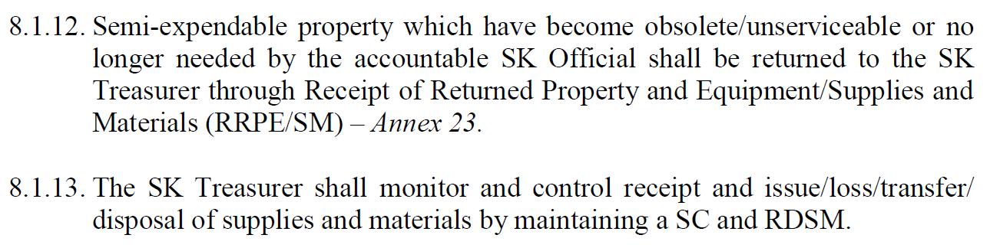 8.1.12. Semi-expendable property which have become obsolete/unserviceable or no
longer needed by the accountable SK Official shall be returned to the SK
Treasurer through Receipt of Returned Property and Equipment/Supplies and
Materials (RRPE/SM) – Annex 23.
8.1.13. The SK Treasurer shall monitor and control receipt and issue/loss/transfer/
disposal of supplies and materials by maintaining a SC and RDSM.